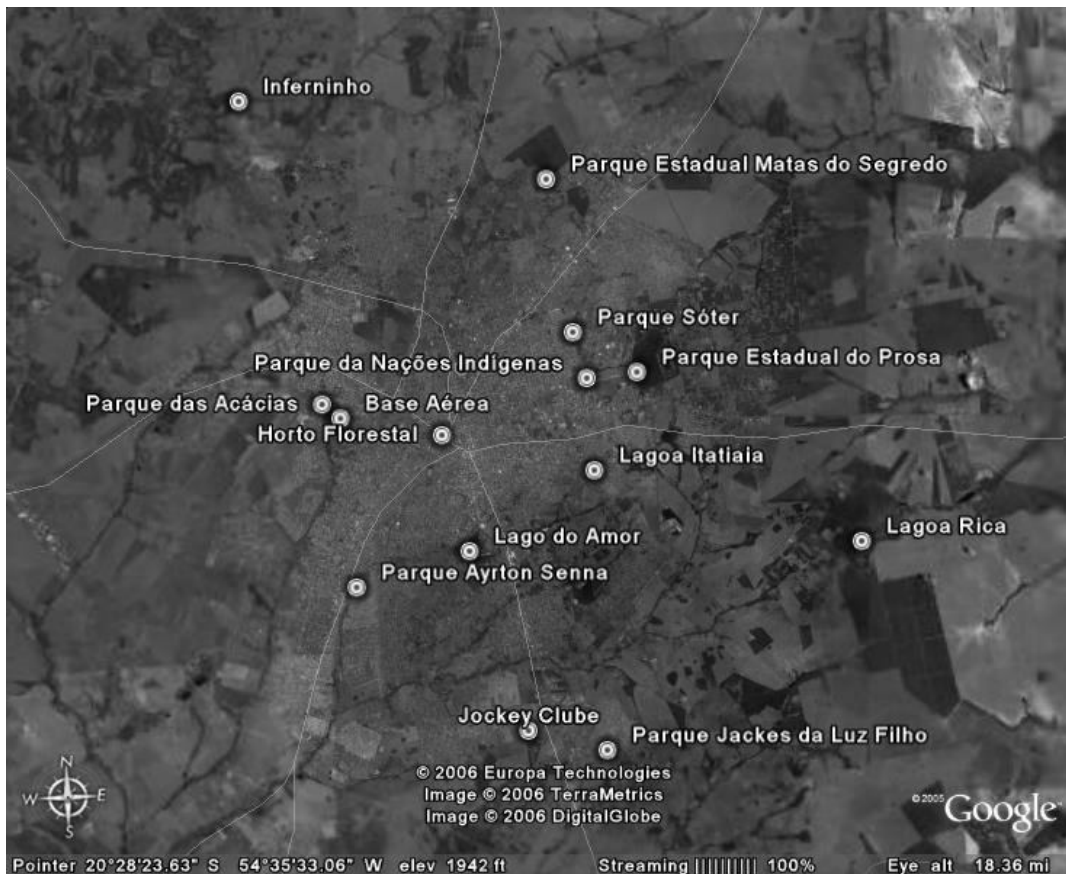 Inferninho
Parque Estadual Matas do Segredo
Parque Sóter
Parque da Nações Indígenas
Parque Estadual do Prosa
Parque das Acácias
Base Aérea
Horto Florestal
Lagoa Itatiaia
Lagoa Rica
Lago do Amor
Parque Ayrton Senna
Jockey Clube
Parque Jackes da Luz Filho
© 2006 Europa Technologies
Image © 2006 TerraMetrics
Image © 2006 DigitalGlobe
N
W E
S
©2005 Google™
Pointer 20°28'23.63" S 54°35'33.06" W elev 1942 ft Streaming |||||||||| 100% Eye alt 18.36 mi